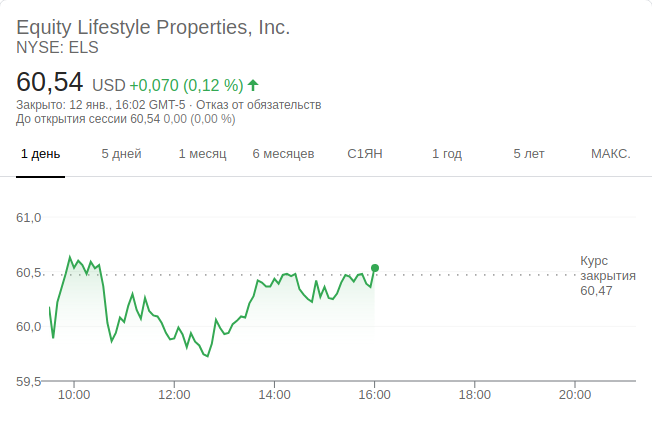 Equity Lifestyle Properties, Inc.
NYSE: ELS
60,54 USD +0,070 (0,12 %)
Закрыто: 12 янв., 16:02 GMT-5 · Отказ от обязательств
До открытия сессии 60,54 0,00 (0,00 %)
1 день 5 дней 1 месяц 6 месяцев С1ЯН 1 год 5 лет МАКС.
61,0
60,5
60,0
59,5
Курс
закрытия
60,47
10:00 12:00 14:00 16:00 18:00 20:00